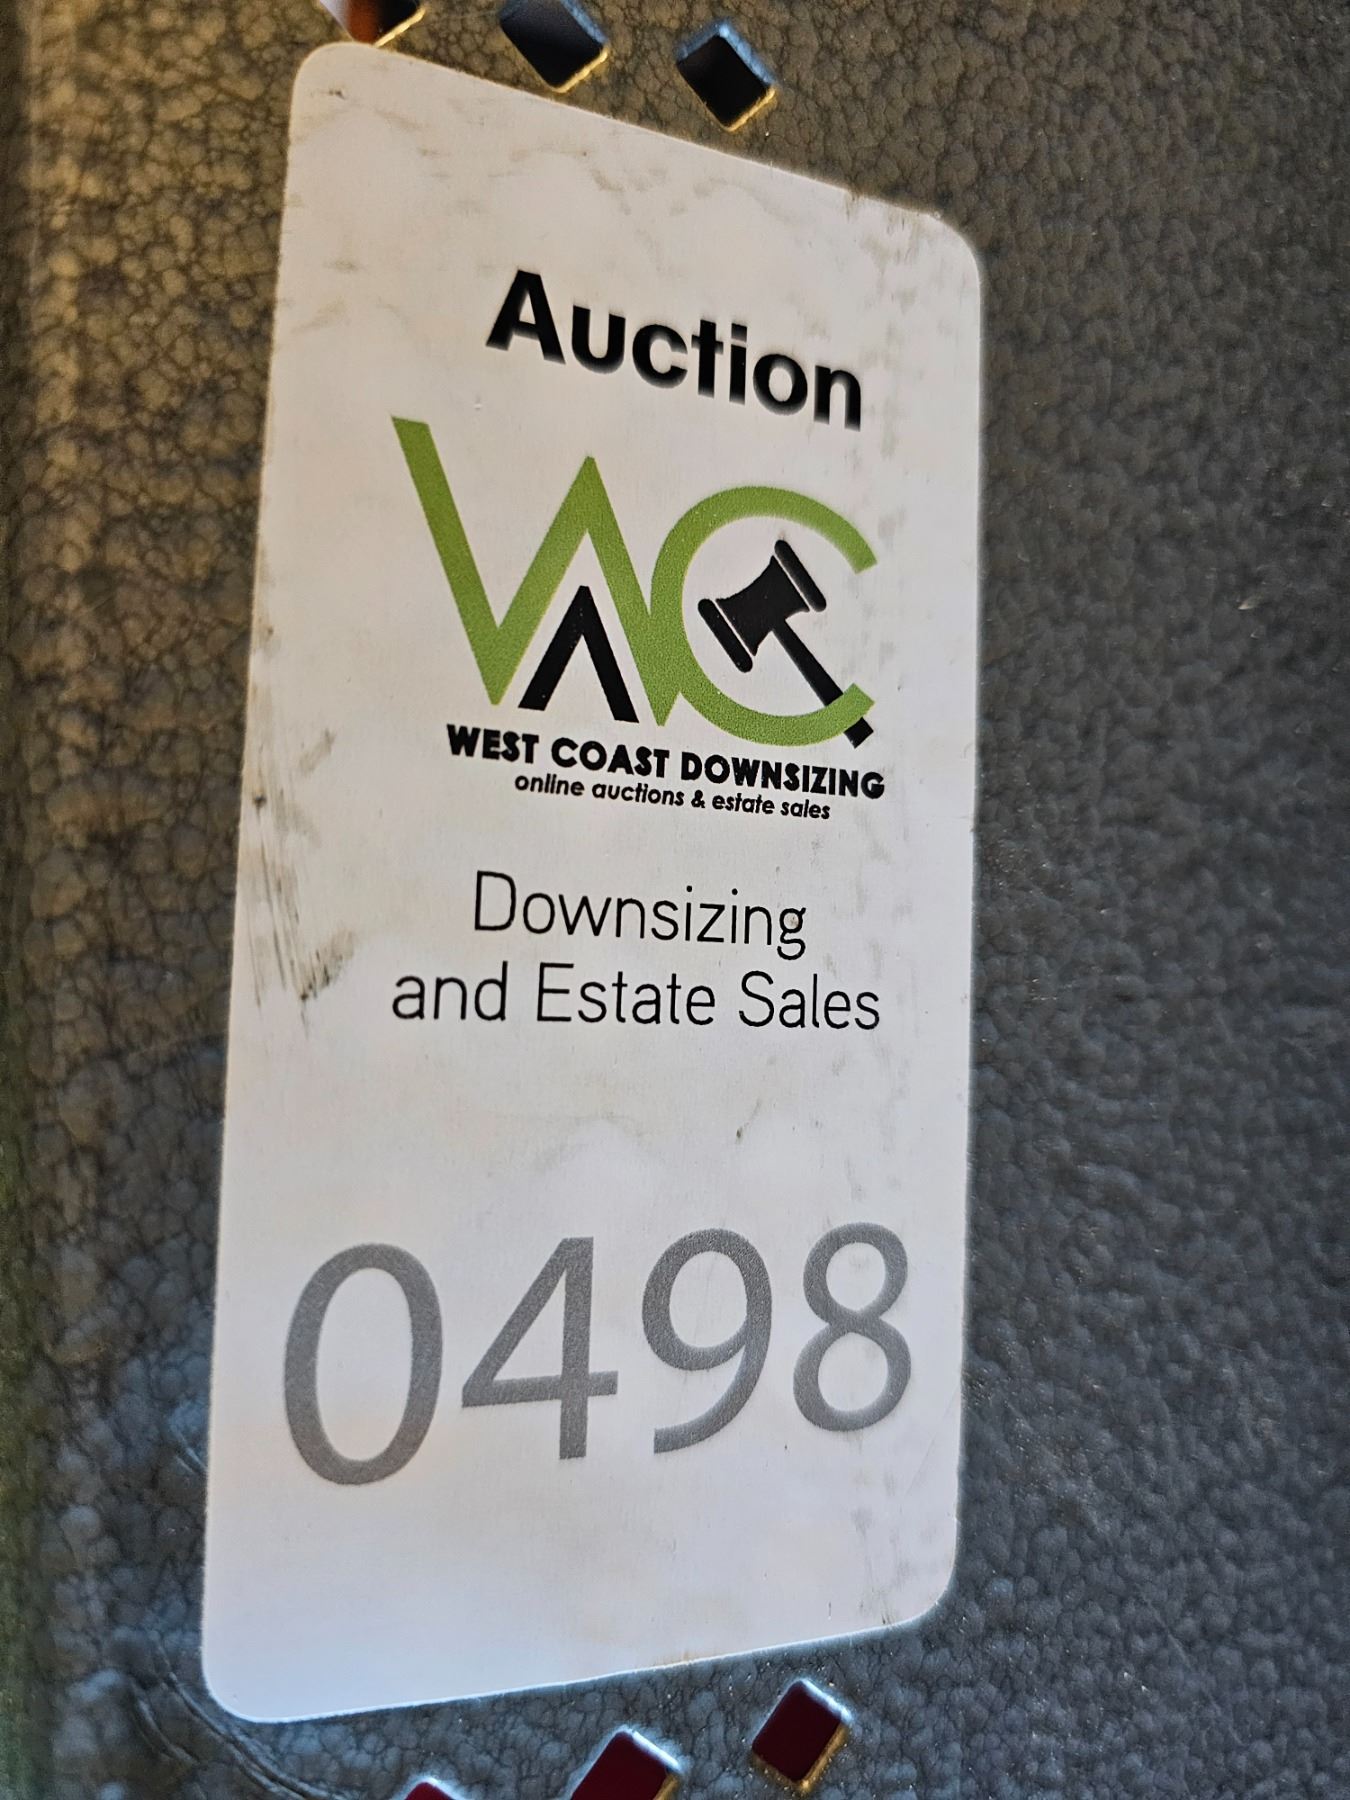 Auction
WC
WEST COAST DOWNSIZING
online auctions & estate sales
Downsizing
and Estate Sales
0498